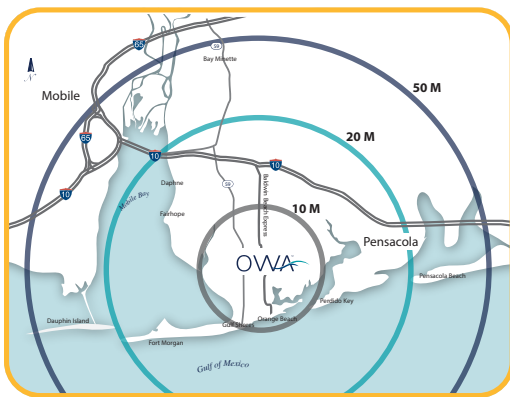 65
59
Bay Minette
N
50 M
Mobile
20 M
65
10
10
Daphne
59
10
Mobile Bay
Baldwin Beach Express
10 M
Fairhope
Pensacola
OWA
Pensacola Beach
Perdido Key
Dauphin Island
Orange Beach
Gulf Shores
Fort Morgan
Gulf of Mexico